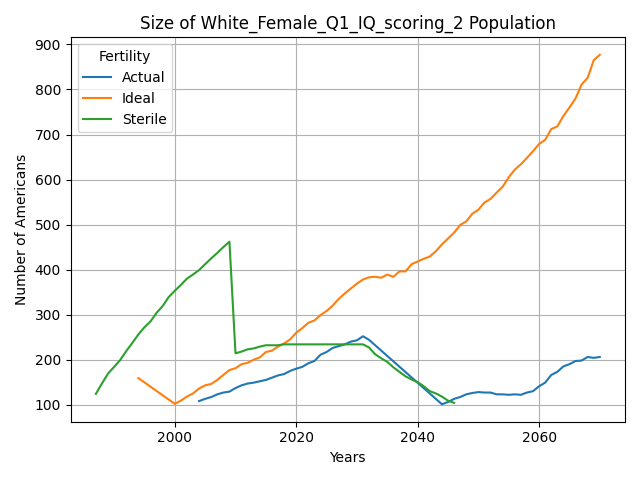 Size of White_Female_Q1_IQ_scoring_2 Population
Fertility
Actual
Ideal
Sterile
Number of Americans
900
800
700
600
500
400
300
200
100
2000
2020
2040
2060
Years